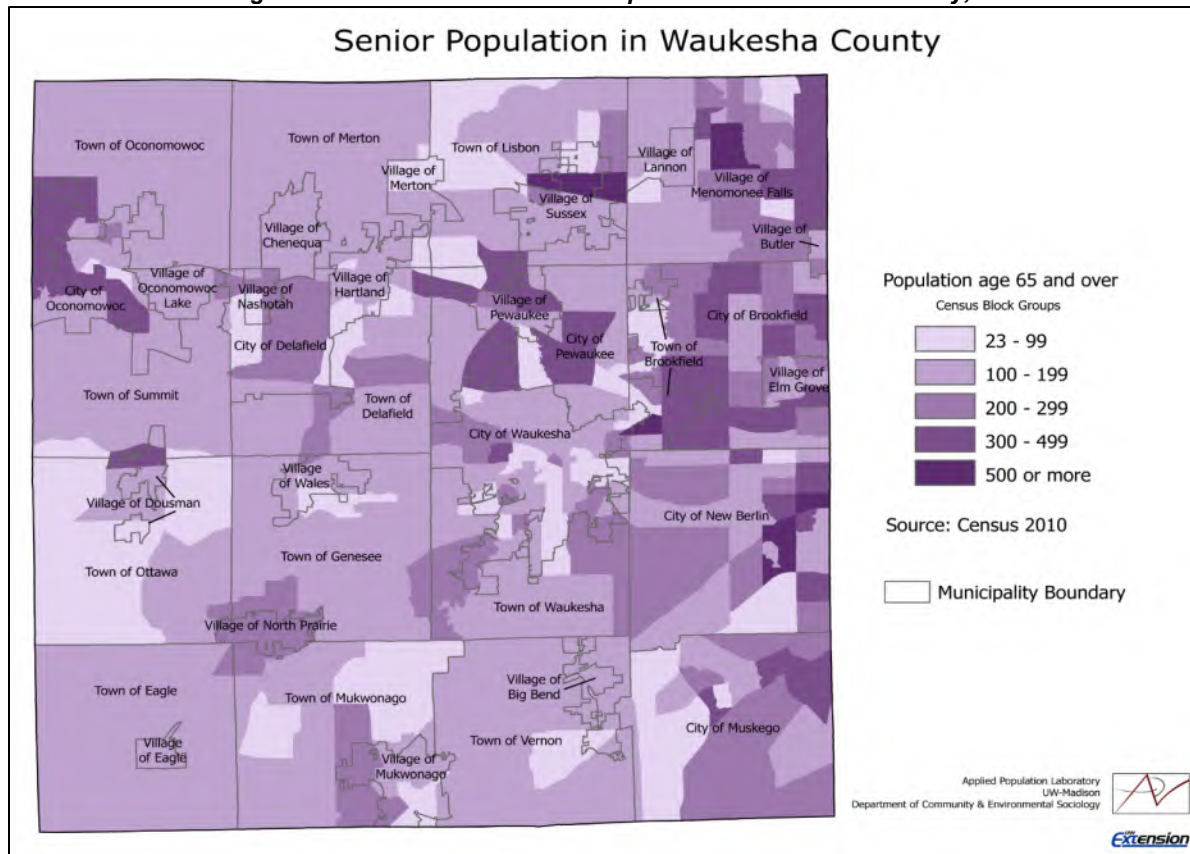 Senior Population in Waukesha County
Town of Oconomowoc
Town of Merton
Village of
Merton
Town of Lisbon
Village of
Lannon
Village of
Menomonee Falls
Village of
Sussex
Village of
Chenequa
Village of
Butler
City of
Oconomowoc
Village of
Oconomowoc
Lake
Village of
Nashotah
Village of
Hartland
Village of
Pewaukee
City of
Pewaukee
City of Brookfield
Town of
Brookfield
Village of
Elm Grove
City of Delafield
Town of Summit
Town of
Delafield
City of Waukesha
Village of Dousman
Village
of Wales
City of New Berlin
Town of Ottawa
Town of Genesee
Town of Waukesha
Village of North Prairie
Town of Eagle
Town of Mukwonago
Village of
Big Bend
City of Muskego
Town of Vernon
Village
of Eagle
Village of
Mukwonago
Population age 65 and over
Census Block Groups
23 - 99
100 - 199
200 - 299
300 - 499
500 or more
Source: Census 2010
Municipality Boundary
Applied Population Laboratory
UW-Madison
Department of Community & Environmental Sociology
Extension